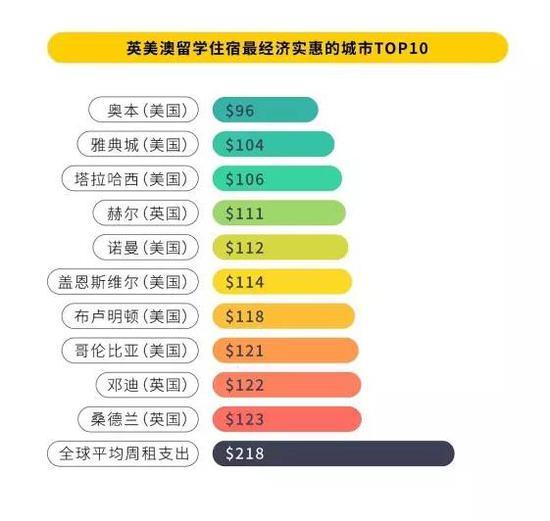 英美澳留学住宿最经济实惠的城市TOP10
奥本(美国) $96
雅典城(美国) $104
塔拉哈西(美国) $106
赫尔(英国) $111
诺曼(美国) $112
盖恩斯维尔(美国) $114
布卢明顿(美国) $118
哥伦比亚(美国) $121
邓迪(英国) $122
桑德兰(英国) $123
全球平均周租支出 $218